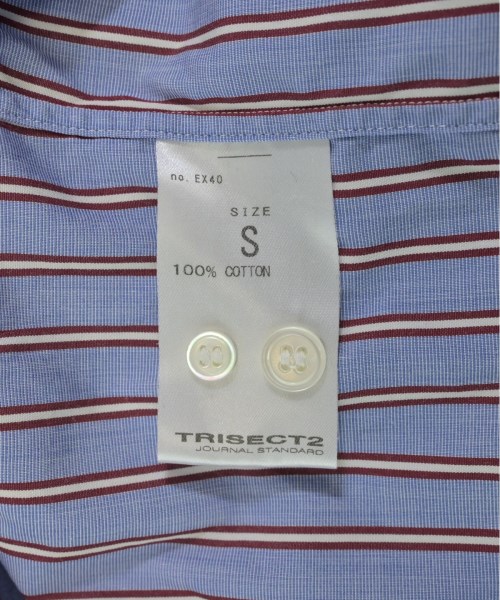 no. EX40
SIZE
S
100% COTTON
TRISECT2
JOURNAL STANDARD